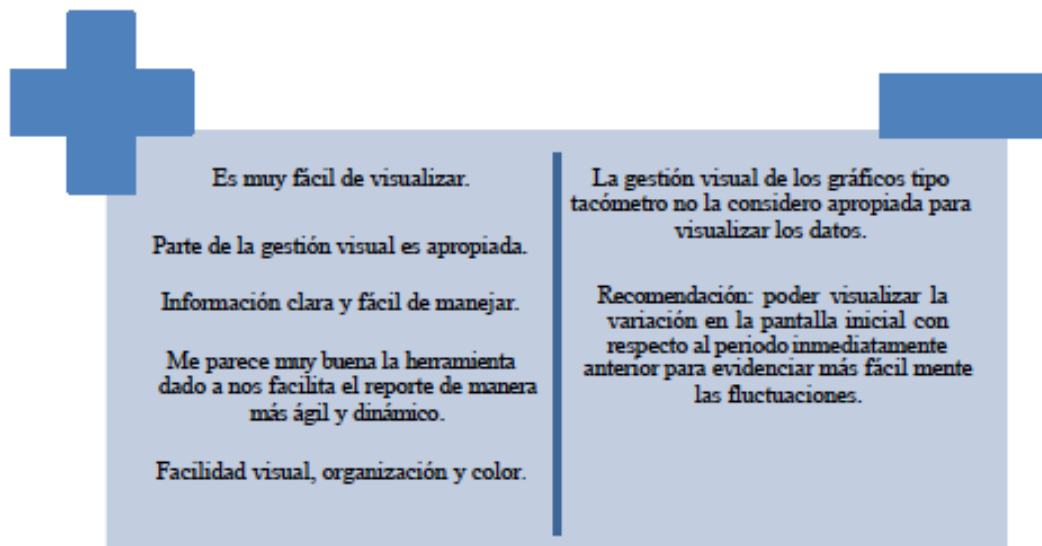 Es muy fácil de visualizar.
Parte de la gestión visual es apropiada.
Información clara y fácil de manejar.
Me parece muy buena la herramienta
dado a nos facilita el reporte de manera
más ágil y dinámico.
Facilidad visual, organización y color.
La gestión visual de los gráficos tipo
tacómetro no la considero apropiada para
visualizar los datos.
Recomendación: poder visualizar la
variación en la pantalla inicial con
respecto al periodo inmediatamente
anterior para evidenciar más fácil mente
las fluctuaciones.